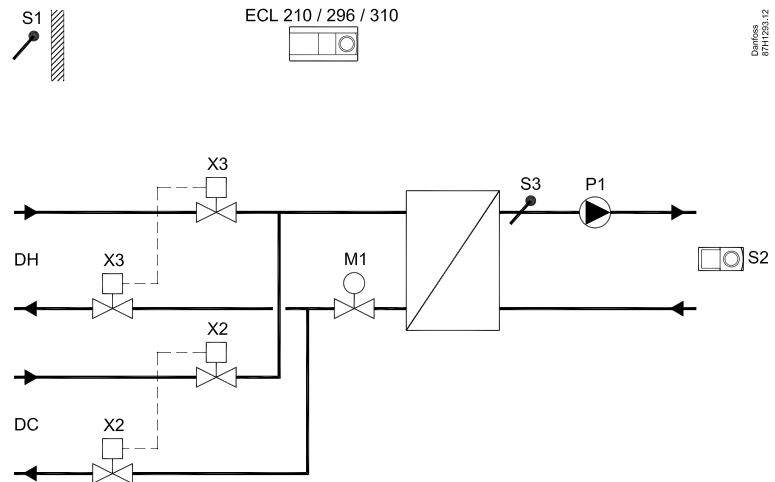 S1
ECL 210 / 296 / 310
Danfoss
87H1293.12
X3
S3
P1
DH
X3
M1
S2
X2
DC
X2